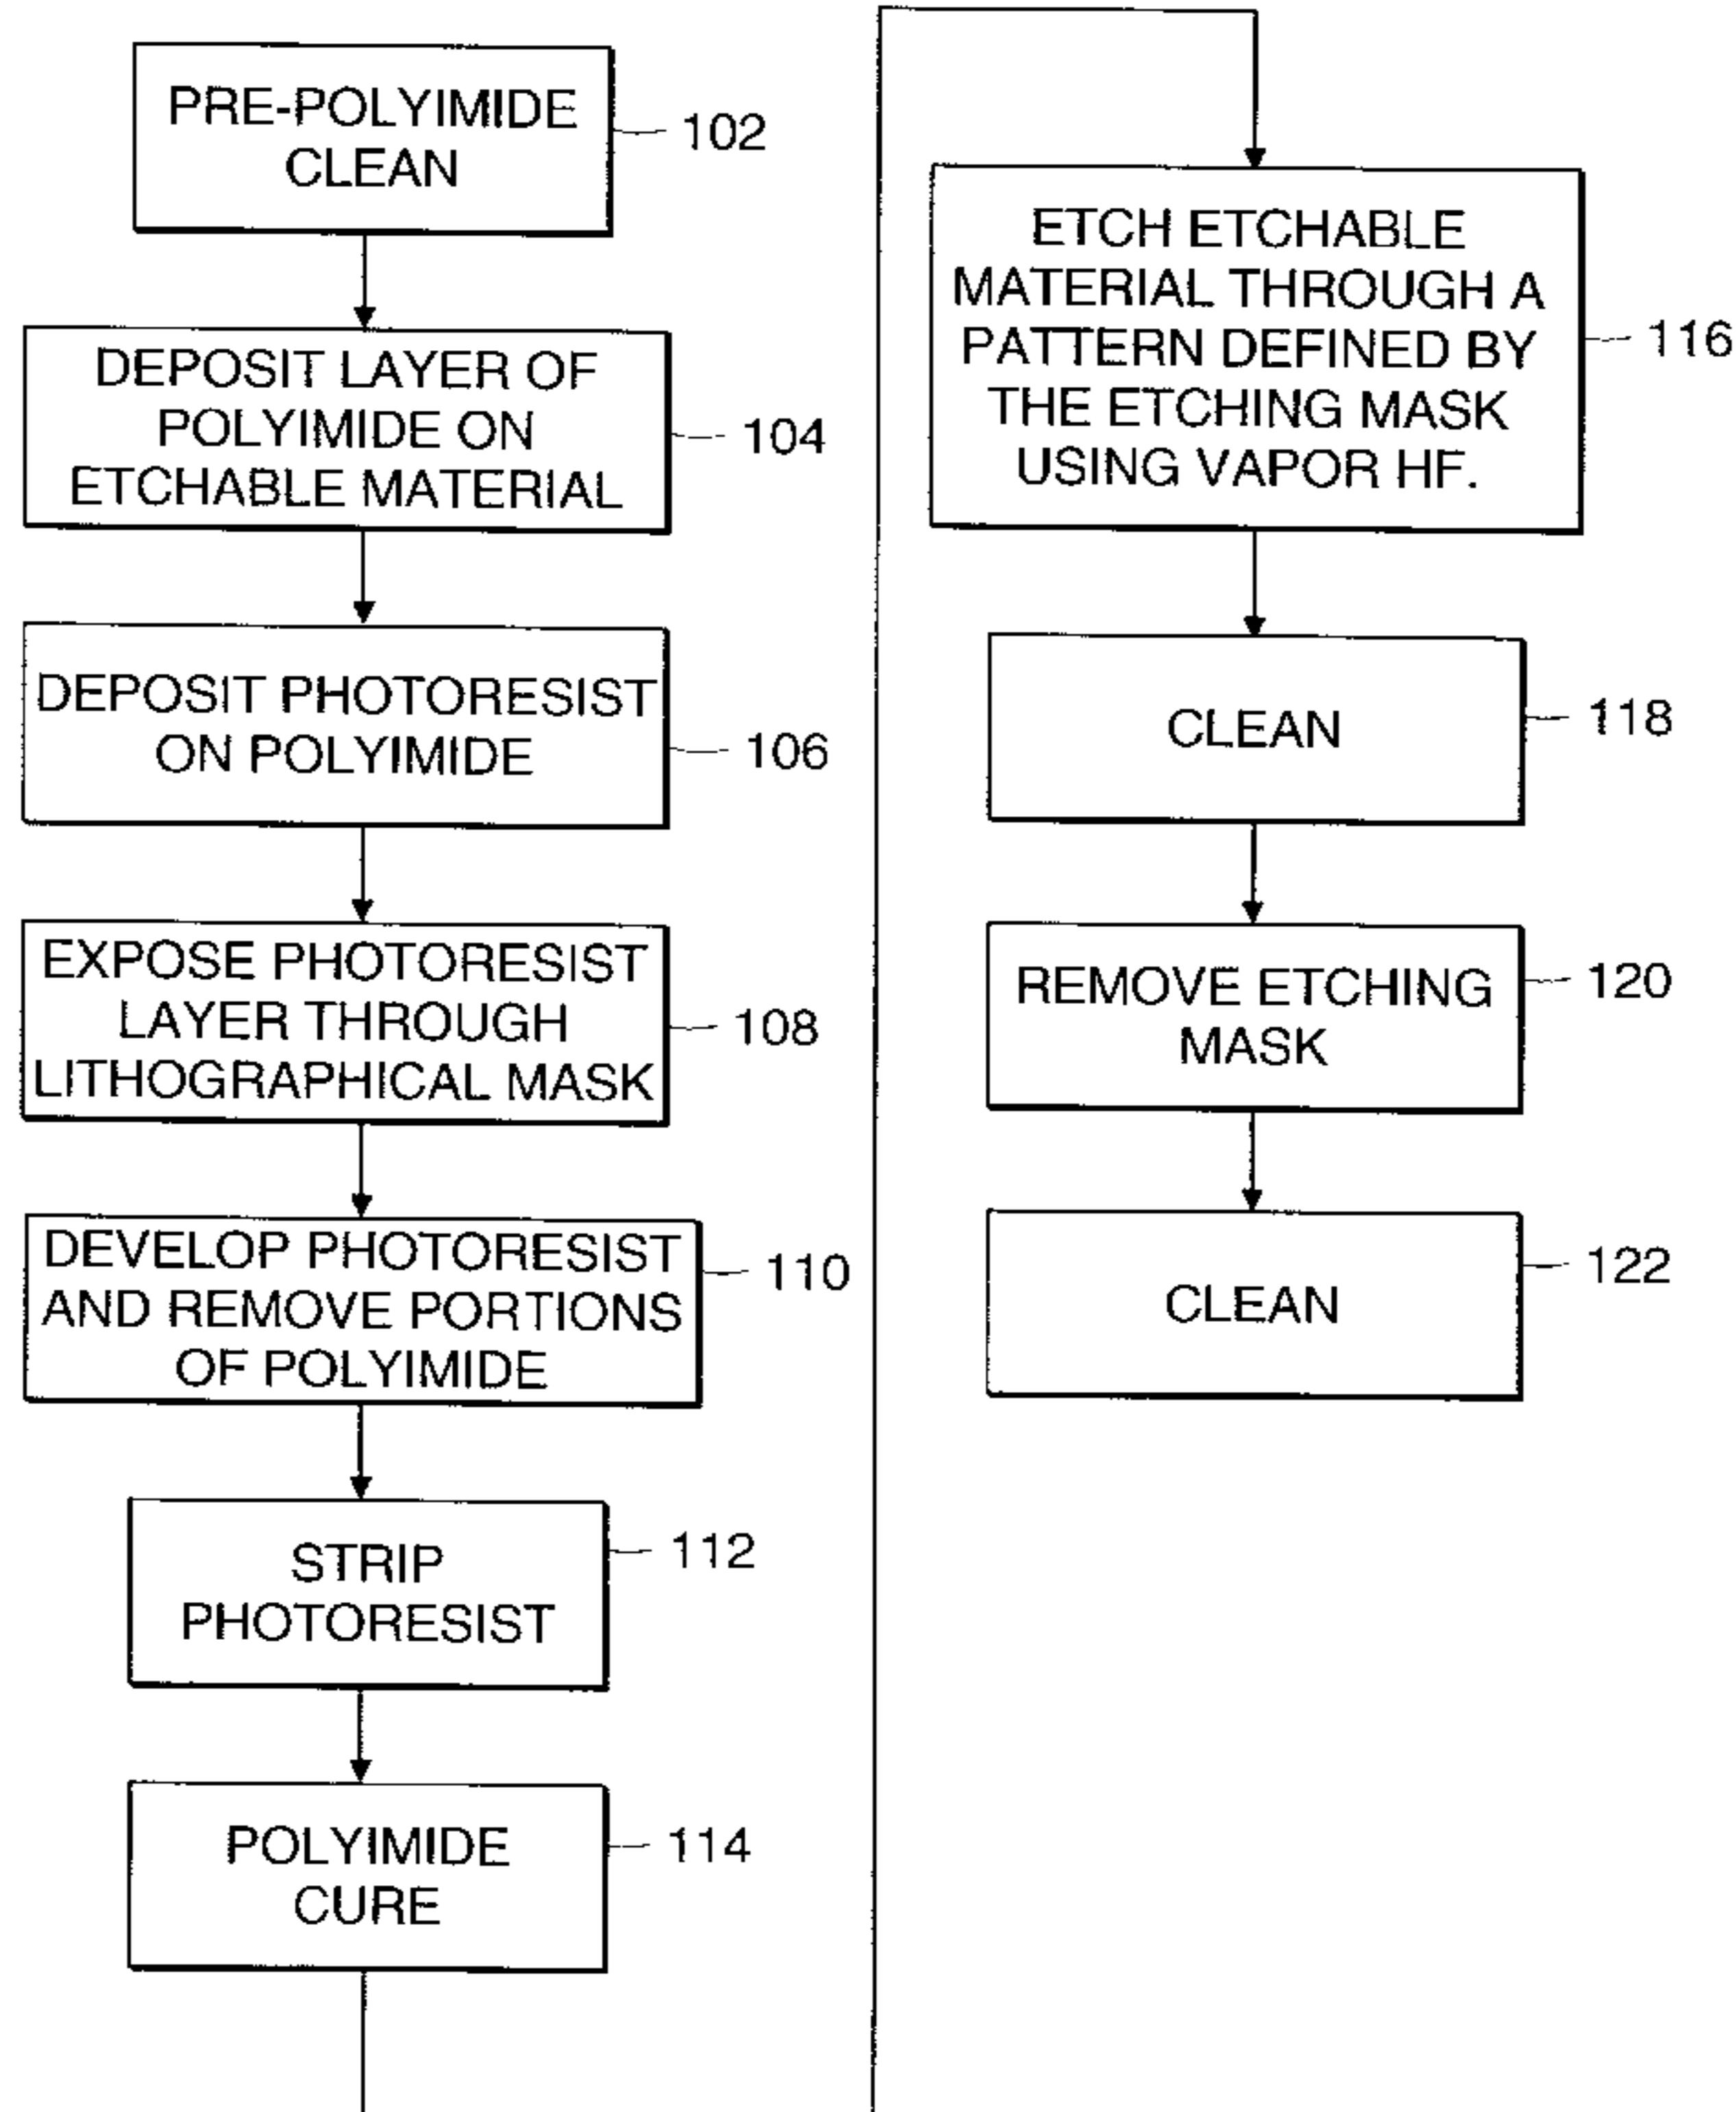 PRE-POLYIMIDE
CLEAN
102
DEPOSIT LAYER OF
POLYIMIDE ON
ETCHABLE MATERIAL
104
DEPOSIT PHOTORESIST
ON POLYIMIDE
106
EXPOSE PHOTORESIST
LAYER THROUGH
LITHOGRAPHICAL MASK
108
DEVELOP PHOTORESIST
AND REMOVE PORTIONS
OF POLYIMIDE
110
STRIP
PHOTORESIST
112
POLYIMIDE
CURE
114
ETCH ETCHABLE
MATERIAL THROUGH A
PATTERN DEFINED BY
THE ETCHING MASK
USING VAPOR HF.
116
CLEAN
118
REMOVE ETCHING
MASK
120
CLEAN
122